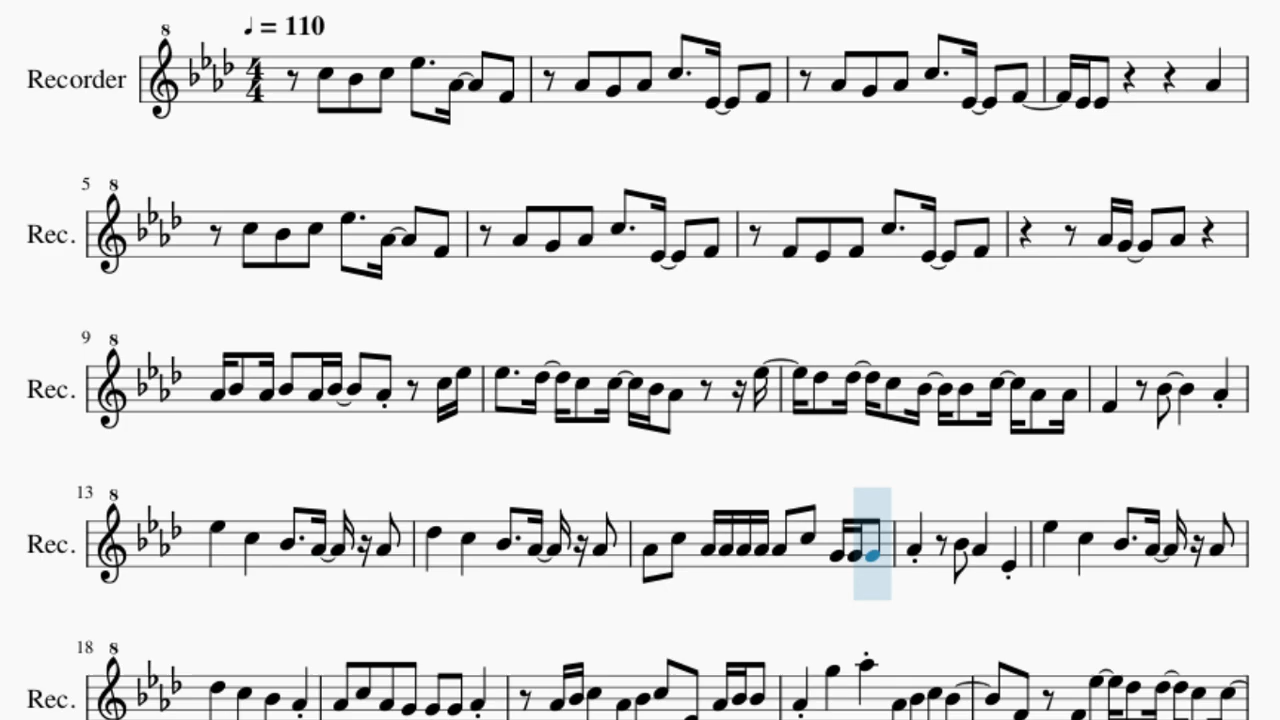 8
♩ = 110
Recorder 4/4
8
5
Rec.
8
9
Rec.
8
13
Rec.
8
18
Rec.